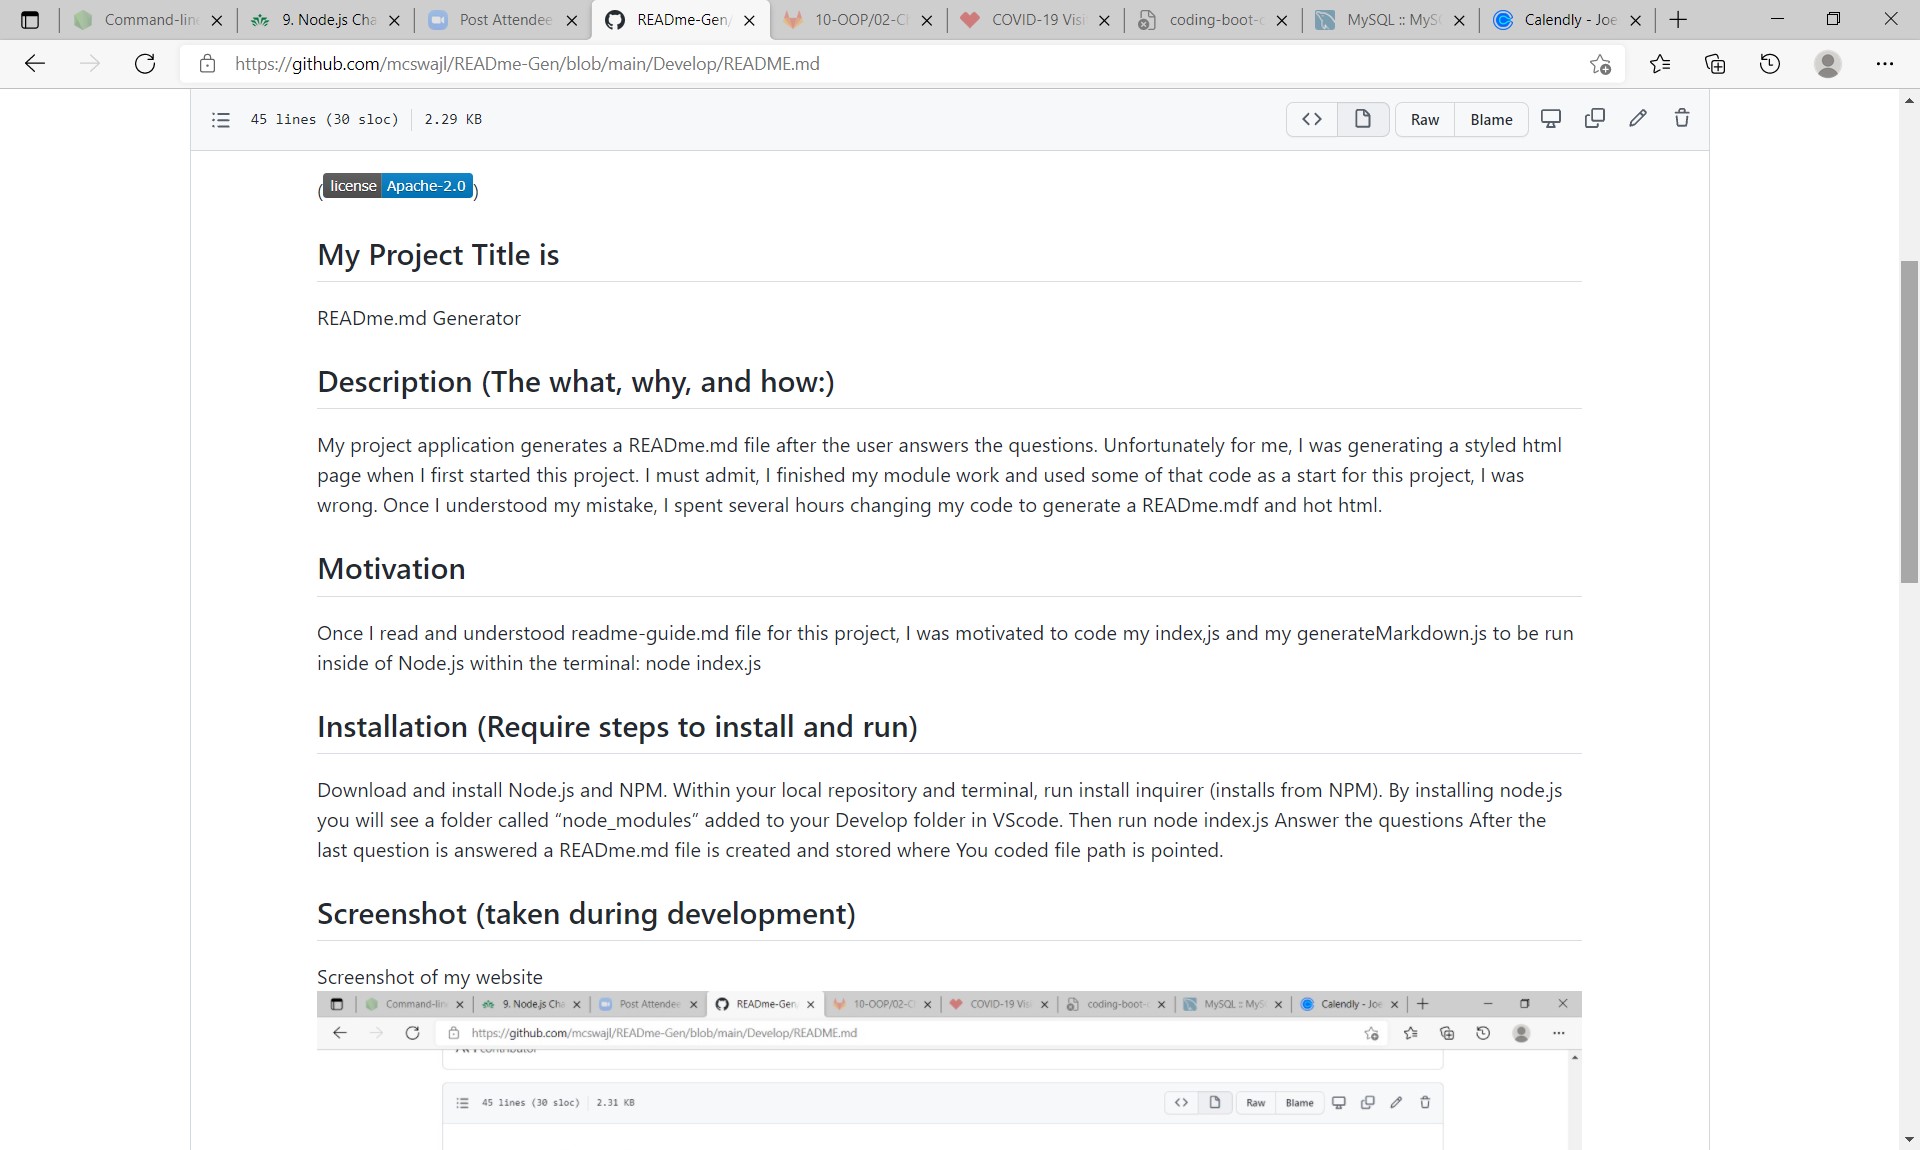 Command-lin
9. Node.js Cha
Post Attendee
READme-Gen/
10-OOP/02-C
COVID-19 Visi
coding-boot-c
MySQL :: MyS
Calendly - Joe
https://github.com/mcswajl/READme-Gen/blob/main/Develop/README.md
45 lines (30 sloc) 2.29 KB
Raw Blame
(license Apache-2.0)
My Project Title is
READme.md Generator
Description (The what, why, and how:)
My project application generates a READme.md file after the user answers the questions. Unfortunately for me, I was generating a styled html
page when I first started this project. I must admit, I finished my module work and used some of that code as a start for this project, I was
wrong. Once I understood my mistake, I spent several hours changing my code to generate a READme.mdf and hot html.
Motivation
Once I read and understood readme-guide.md file for this project, I was motivated to code my index,js and my generateMarkdown.js to be run
inside of Node.js within the terminal: node index.js
Installation (Require steps to install and run)
Download and install Node.js and NPM. Within your local repository and terminal, run install inquirer (installs from NPM). By installing node.js
you will see a folder called “node_modules” added to your Develop folder in VScode. Then run node index.js Answer the questions After the
last question is answered a READme.md file is created and stored where You coded file path is pointed.
Screenshot (taken during development)
Screenshot of my website
Command-lin
9. Node.js Cha
Post Attendee
READme-Gen/
10-OOP/02-C
COVID-19 Visi
coding-boot-c
MySQL :: MyS
Calendly - Joe
https://github.com/mcswajl/READme-Gen/blob/main/Develop/README.md
45 lines (30 sloc) 2.31 KB
Raw Blame